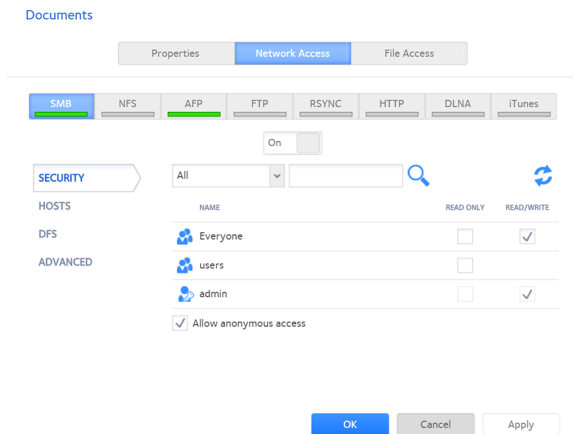 Documents
Properties Network Access File Access
SMB NFS AFP FTP RSYNC HTTP DLNA iTunes
On
SECURITY All
HOSTS NAME READ ONLY READ/WRITE
DFS Everyone
ADVANCED users
admin
Allow anonymous access
OK Cancel Apply